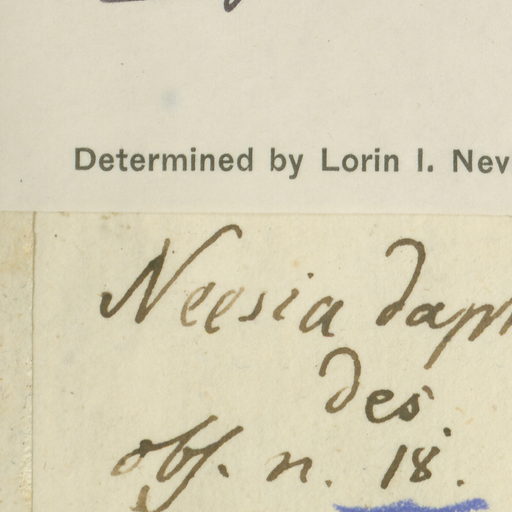 Determined by Lorin I. Nev
Neesia daph
des
obs. n. 18.